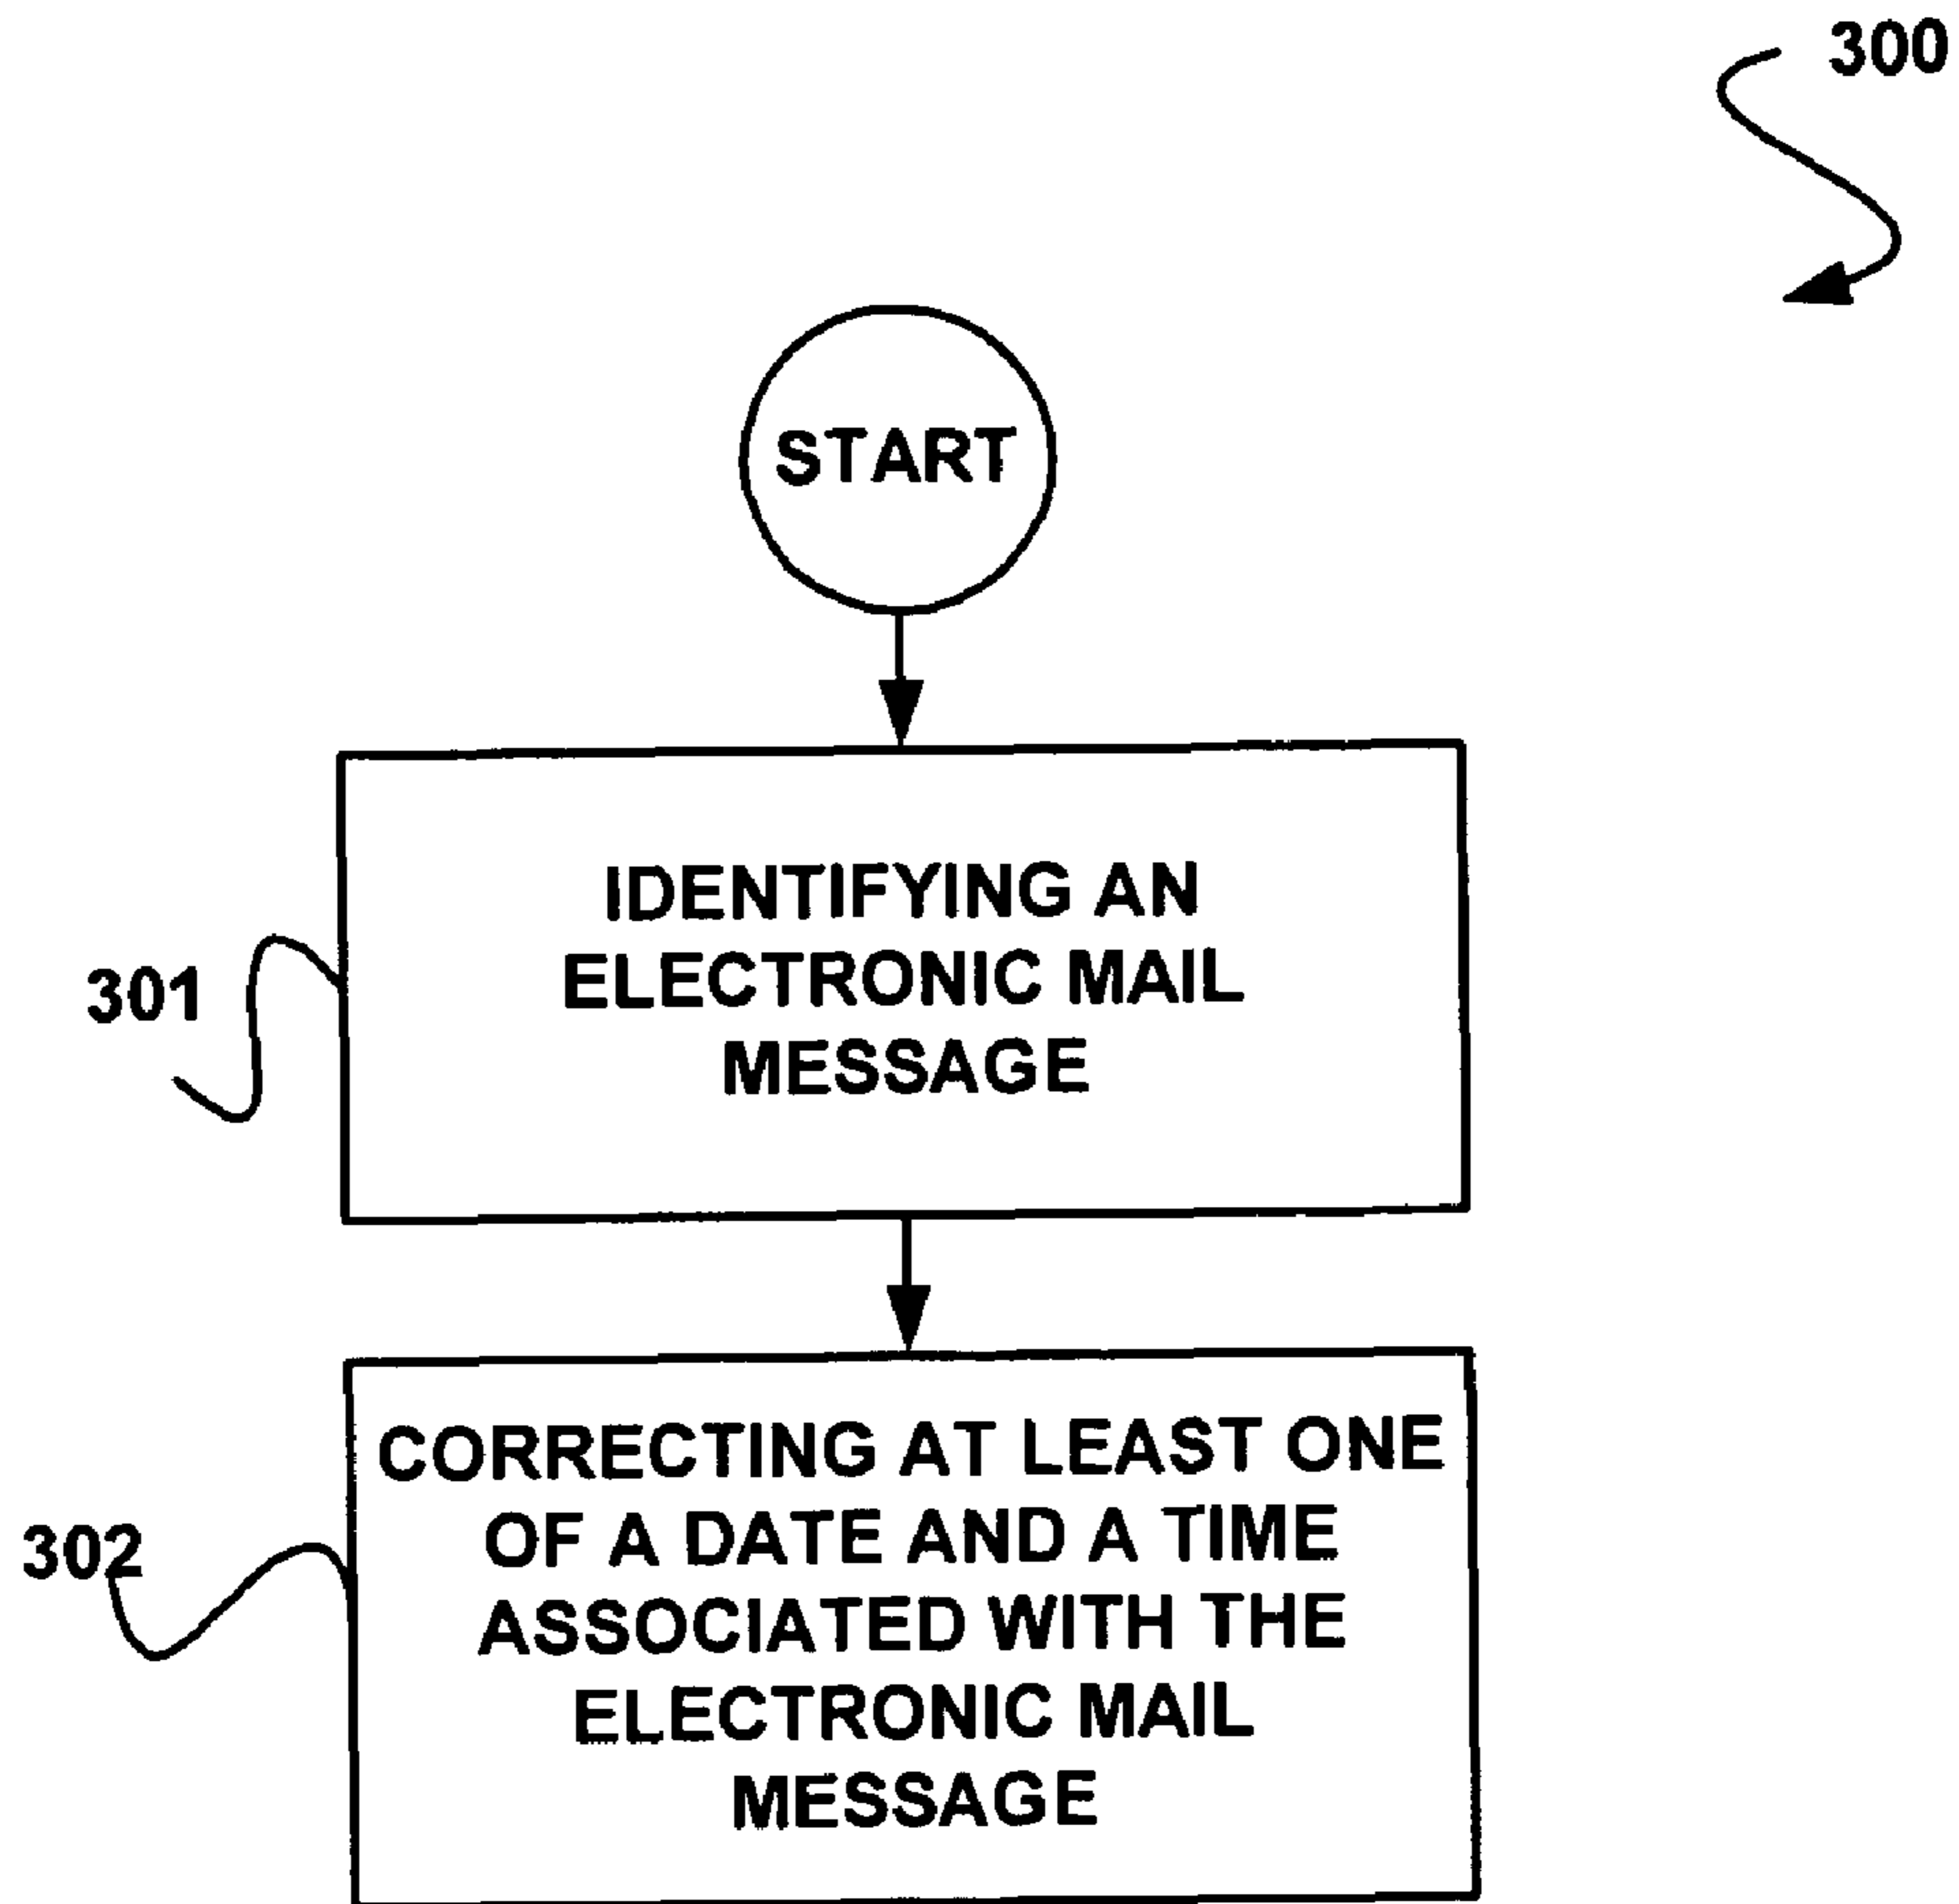 300
START
IDENTIFYING AN
ELECTRONIC MAIL
MESSAGE
301
CORRECTING AT LEAST ONE
OF A DATE AND A TIME
ASSOCIATED WITH THE
ELECTRONIC MAIL
MESSAGE
302